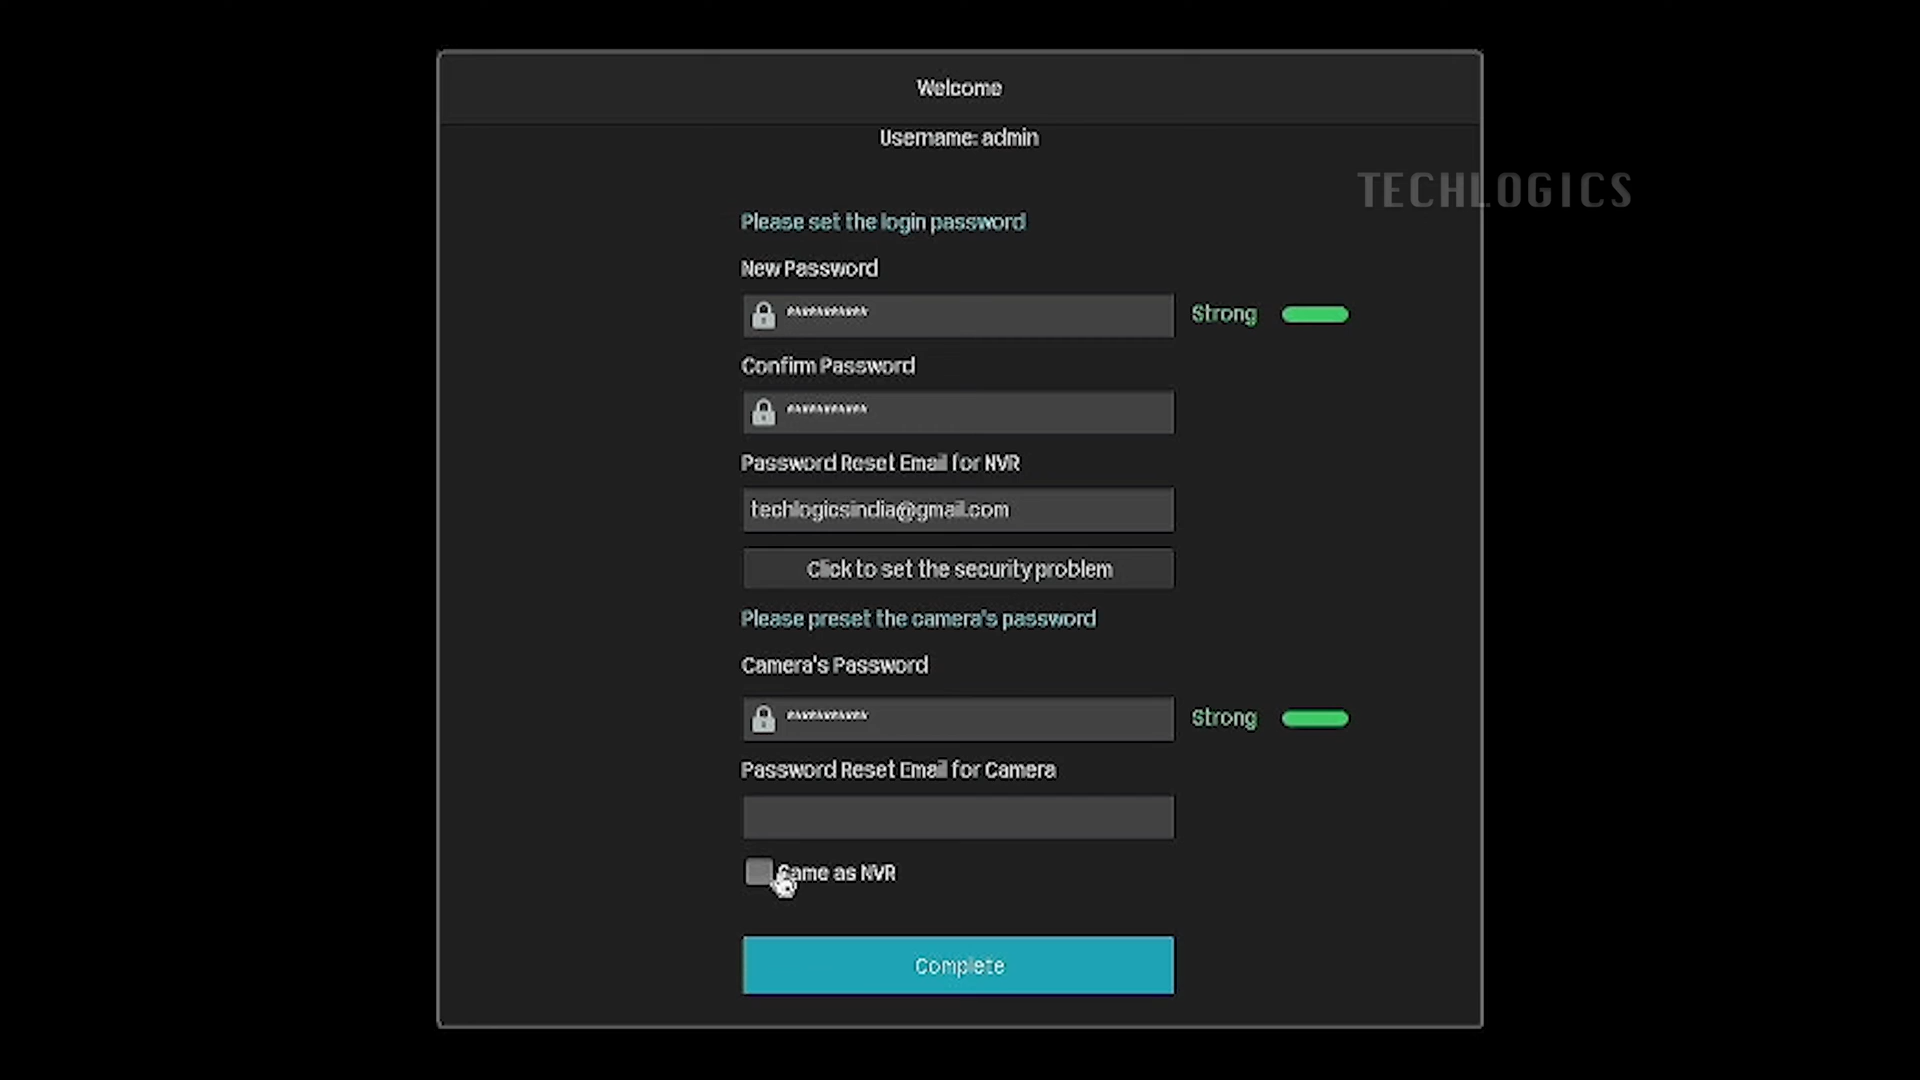 Welcome
Username: admin
TECHLOGICS
Please set the login password
New Password
*********** Strong
Confirm Password
***********
Password Reset Email for NVR
techlogicsindia@gmail.com
Click to set the security problem
Please preset the camera's password
Camera's Password
*********** Strong
Password Reset Email for Camera
Same as NVR
Complete